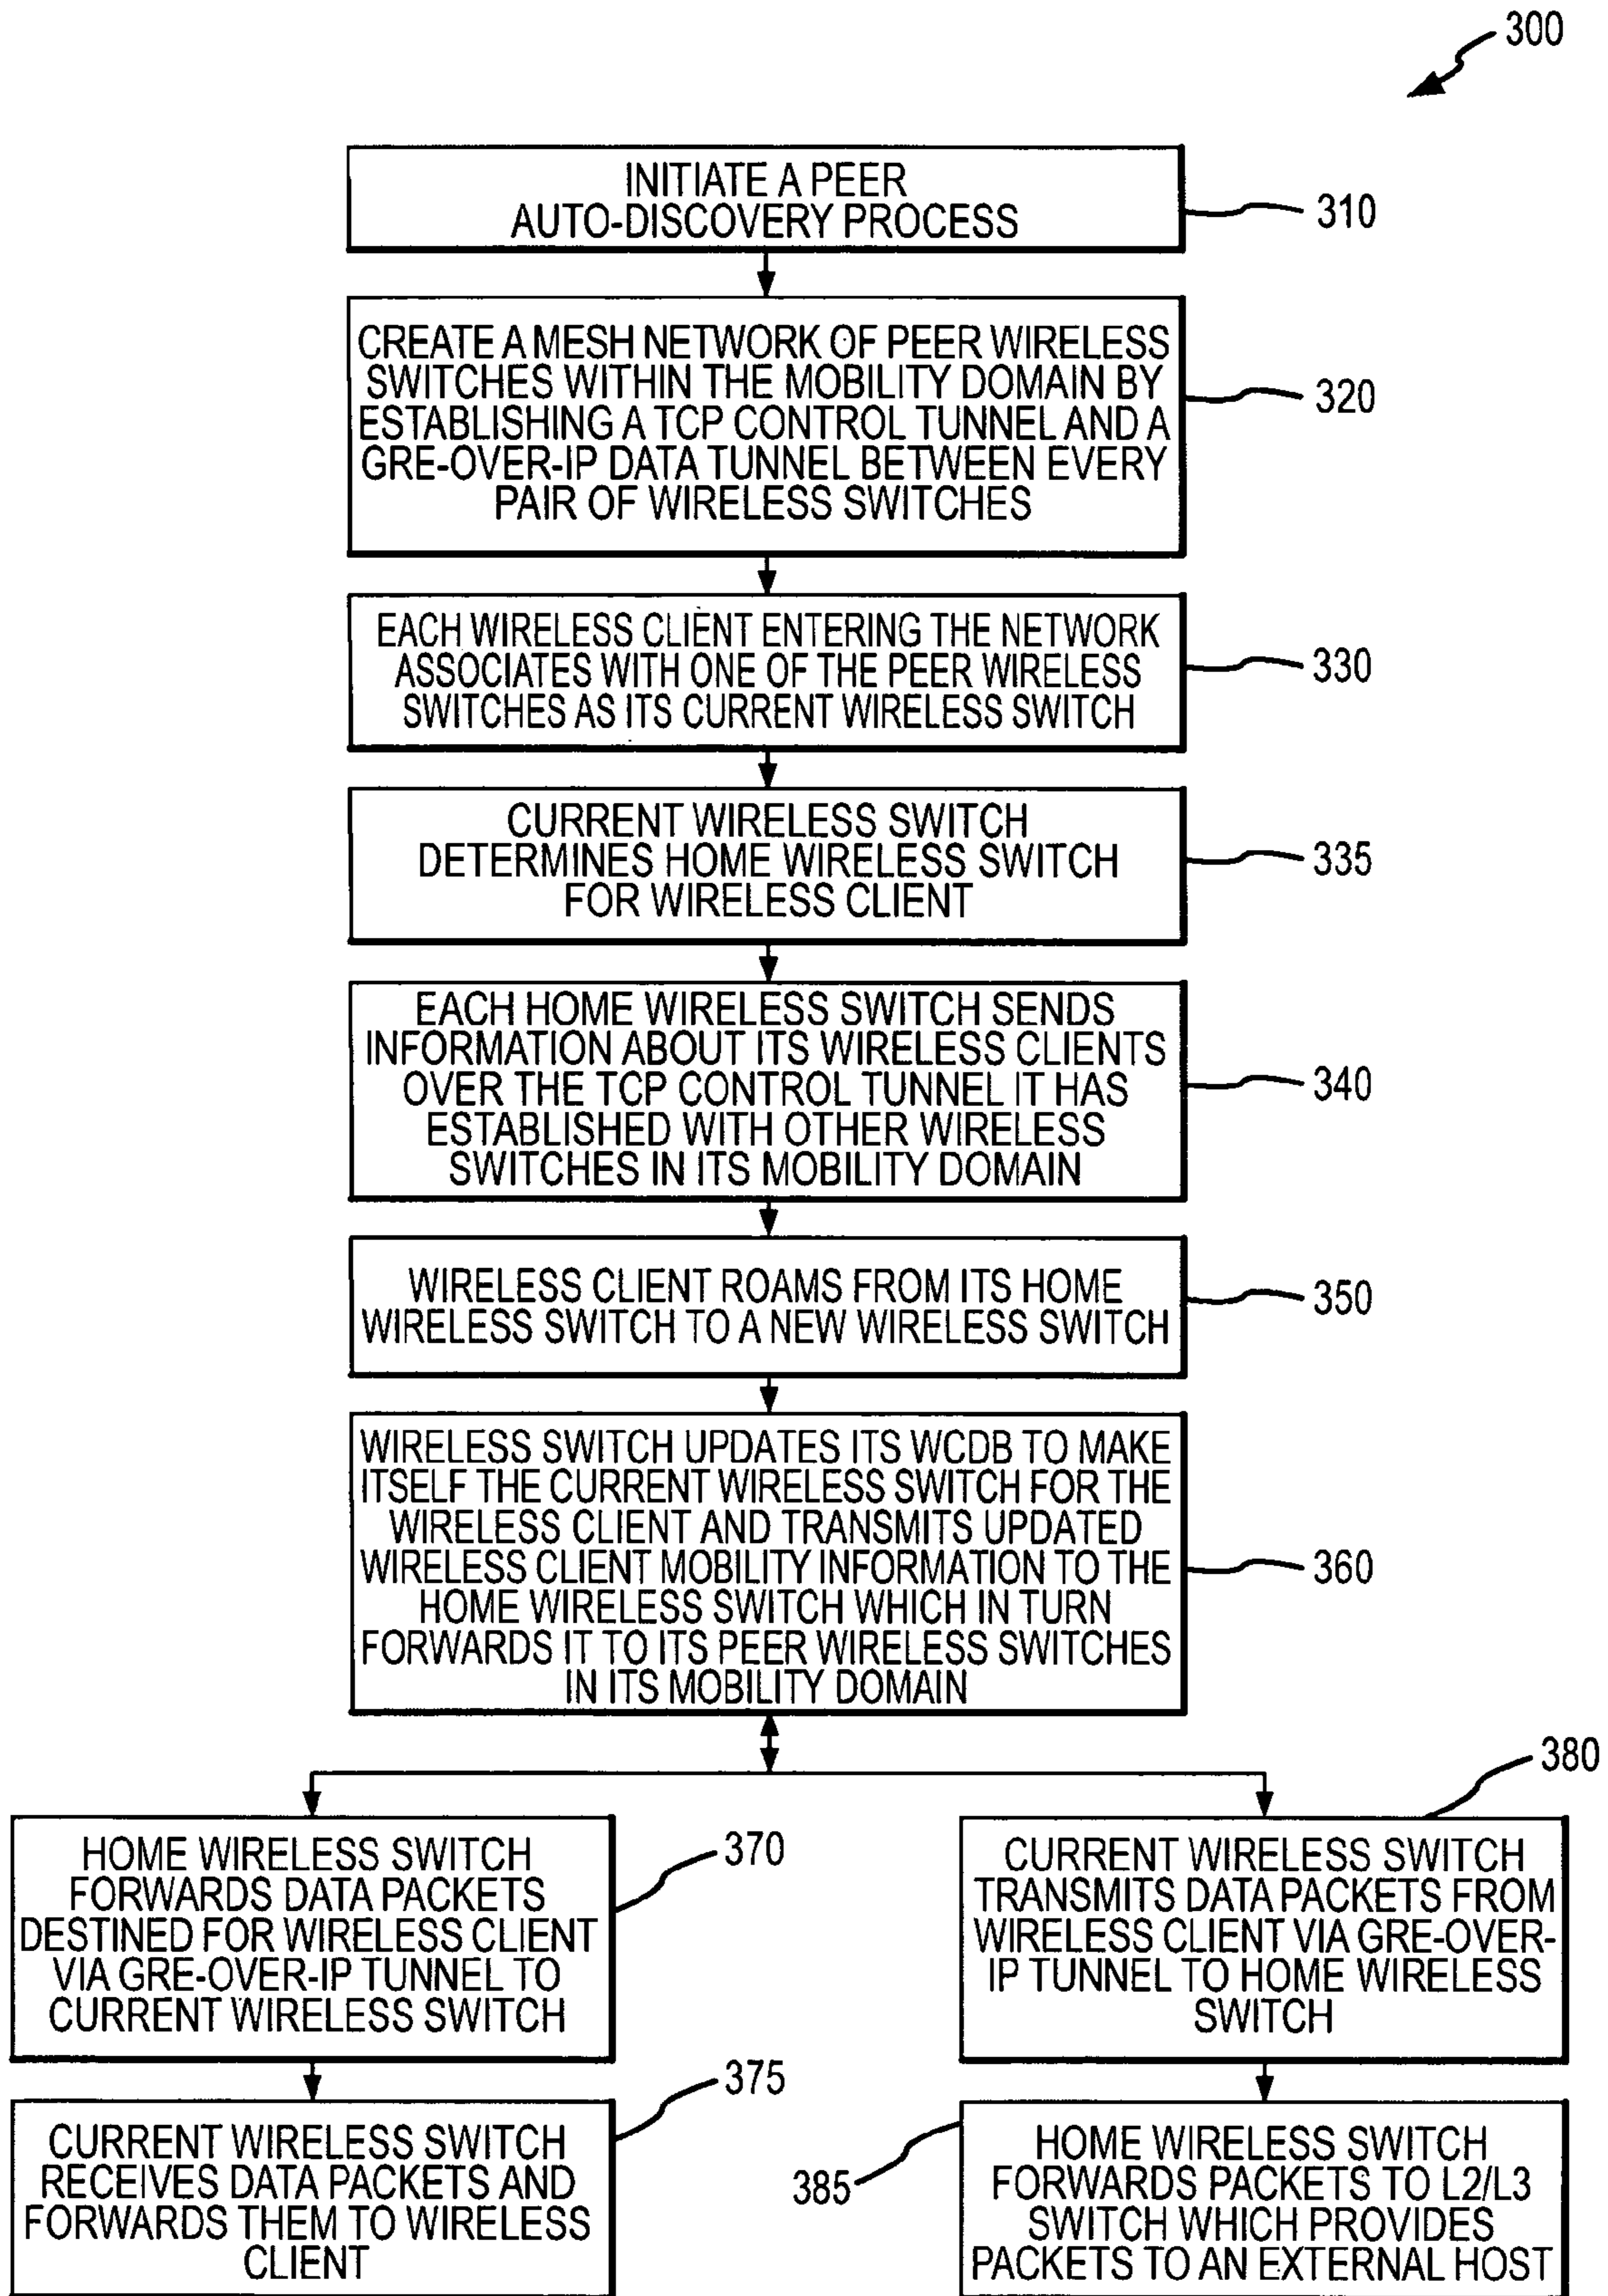 300
INITIATE A PEER
AUTO-DISCOVERY PROCESS
310
CREATE A MESH NETWORK OF PEER WIRELESS
SWITCHES WITHIN THE MOBILITY DOMAIN BY
ESTABLISHING A TCP CONTROL TUNNEL AND A
GRE-OVER-IP DATA TUNNEL BETWEEN EVERY
PAIR OF WIRELESS SWITCHES
320
EACH WIRELESS CLIENT ENTERING THE NETWORK
ASSOCIATES WITH ONE OF THE PEER WIRELESS
SWITCHES AS ITS CURRENT WIRELESS SWITCH
330
CURRENT WIRELESS SWITCH
DETERMINES HOME WIRELESS SWITCH
FOR WIRELESS CLIENT
335
EACH HOME WIRELESS SWITCH SENDS
INFORMATION ABOUT ITS WIRELESS CLIENTS
OVER THE TCP CONTROL TUNNEL IT HAS
ESTABLISHED WITH OTHER WIRELESS
SWITCHES IN ITS MOBILITY DOMAIN
340
WIRELESS CLIENT ROAMS FROM ITS HOME
WIRELESS SWITCH TO A NEW WIRELESS SWITCH
350
WIRELESS SWITCH UPDATES ITS WCDB TO MAKE
ITSELF THE CURRENT WIRELESS SWITCH FOR THE
WIRELESS CLIENT AND TRANSMITS UPDATED
WIRELESS CLIENT MOBILITY INFORMATION TO THE
HOME WIRELESS SWITCH WHICH IN TURN
FORWARDS IT TO ITS PEER WIRELESS SWITCHES
IN ITS MOBILITY DOMAIN
360
HOME WIRELESS SWITCH
FORWARDS DATA PACKETS
DESTINED FOR WIRELESS CLIENT
VIA GRE-OVER-IP TUNNEL TO
CURRENT WIRELESS SWITCH
370
CURRENT WIRELESS SWITCH
RECEIVES DATA PACKETS AND
FORWARDS THEM TO WIRELESS
CLIENT
375
380
CURRENT WIRELESS SWITCH
TRANSMITS DATA PACKETS FROM
WIRELESS CLIENT VIA GRE-OVER-
IP TUNNEL TO HOME WIRELESS
SWITCH
385
HOME WIRELESS SWITCH
FORWARDS PACKETS TO L2/L3
SWITCH WHICH PROVIDES
PACKETS TO AN EXTERNAL HOST